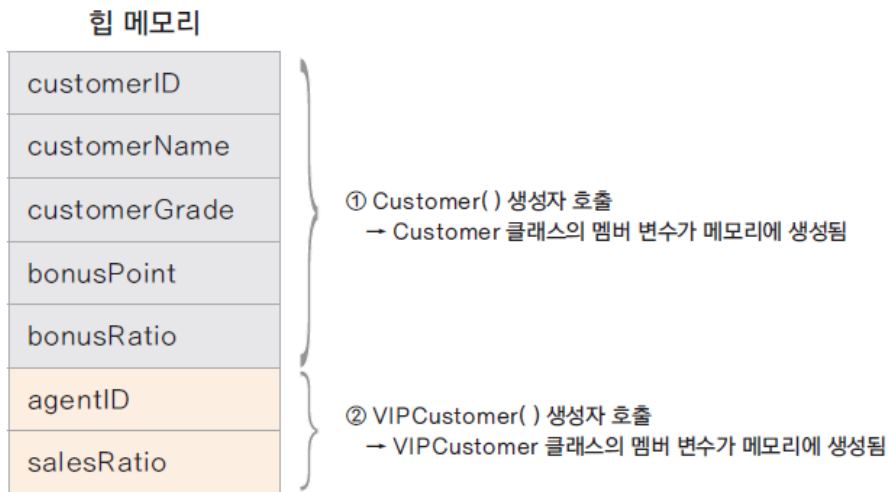 힙 메모리
customerID
customerName
customerGrade
bonusPoint
bonusRatio
① Customer( ) 생성자 호출
→ Customer 클래스의 멤버 변수가 메모리에 생성됨
agentID
salesRatio
② VIPCustomer( ) 생성자 호출
→ VIPCustomer 클래스의 멤버 변수가 메모리에 생성됨